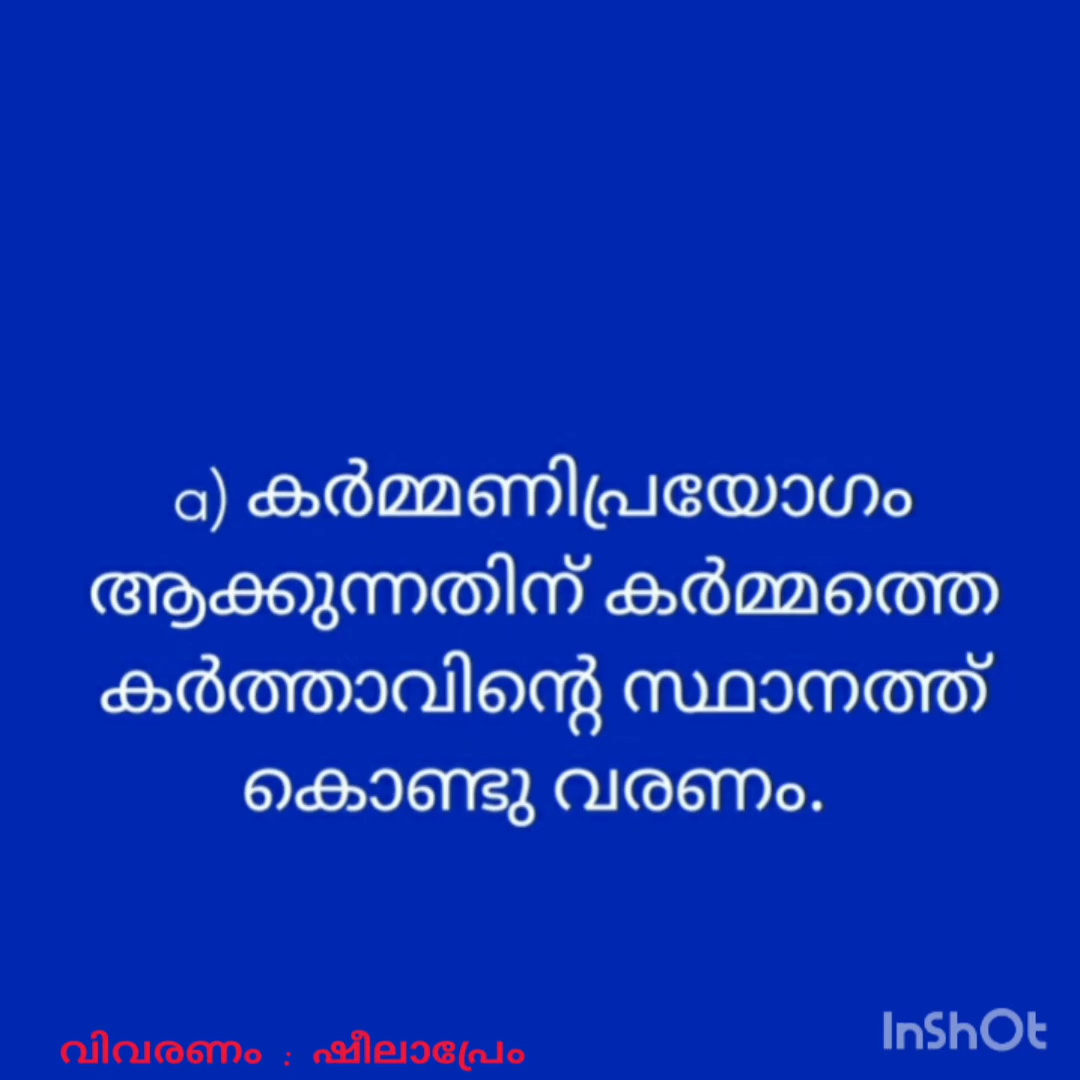 a) കർമ്മണിപ്രയോഗം
ആക്കുന്നതിന് കർമ്മത്തെ
കർത്താവിന്റെ സ്ഥാനത്ത്
കൊണ്ടു വരണം.
വിവരണം : ഷീലാപ്രേം
InShOt